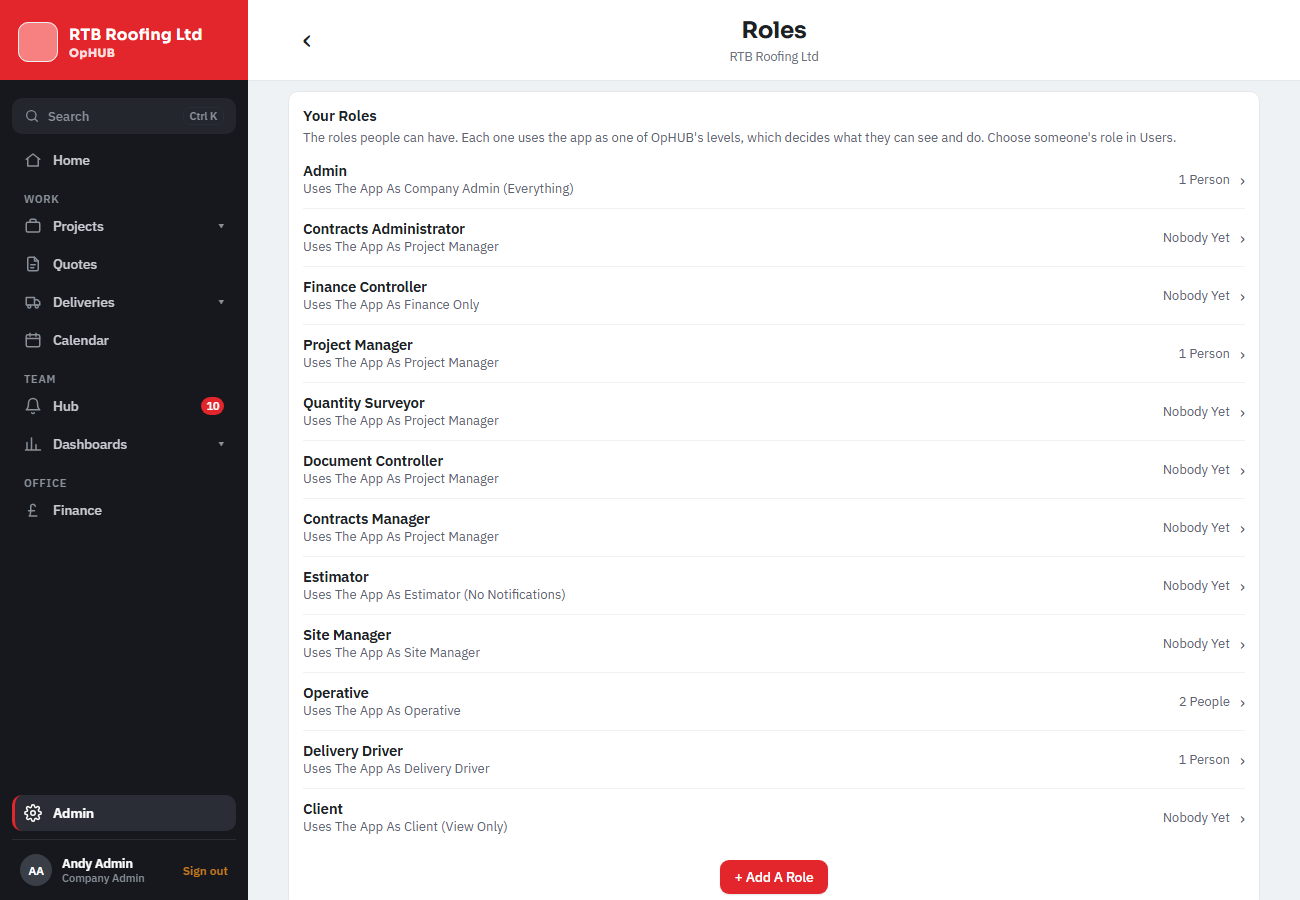 RTB Roofing Ltd
OpHUB
Search
Ctrl K
Home
WORK
Projects
Quotes
Deliveries
Calendar
TEAM
Hub
10
Dashboards
OFFICE
£ Finance
Admin
AA
Andy Admin
Company Admin
Sign out
Roles
RTB Roofing Ltd
Your Roles
The roles people can have. Each one uses the app as one of OpHUB's levels, which decides what they can see and do. Choose someone's role in Users.
Admin
Uses The App As Company Admin (Everything)
1 Person
Contracts Administrator
Uses The App As Project Manager
Nobody Yet
Finance Controller
Uses The App As Finance Only
Nobody Yet
Project Manager
Uses The App As Project Manager
1 Person
Quantity Surveyor
Uses The App As Project Manager
Nobody Yet
Document Controller
Uses The App As Project Manager
Nobody Yet
Contracts Manager
Uses The App As Project Manager
Nobody Yet
Estimator
Uses The App As Estimator (No Notifications)
Nobody Yet
Site Manager
Uses The App As Site Manager
Nobody Yet
Operative
Uses The App As Operative
2 People
Delivery Driver
Uses The App As Delivery Driver
1 Person
Client
Uses The App As Client (View Only)
Nobody Yet
+ Add A Role